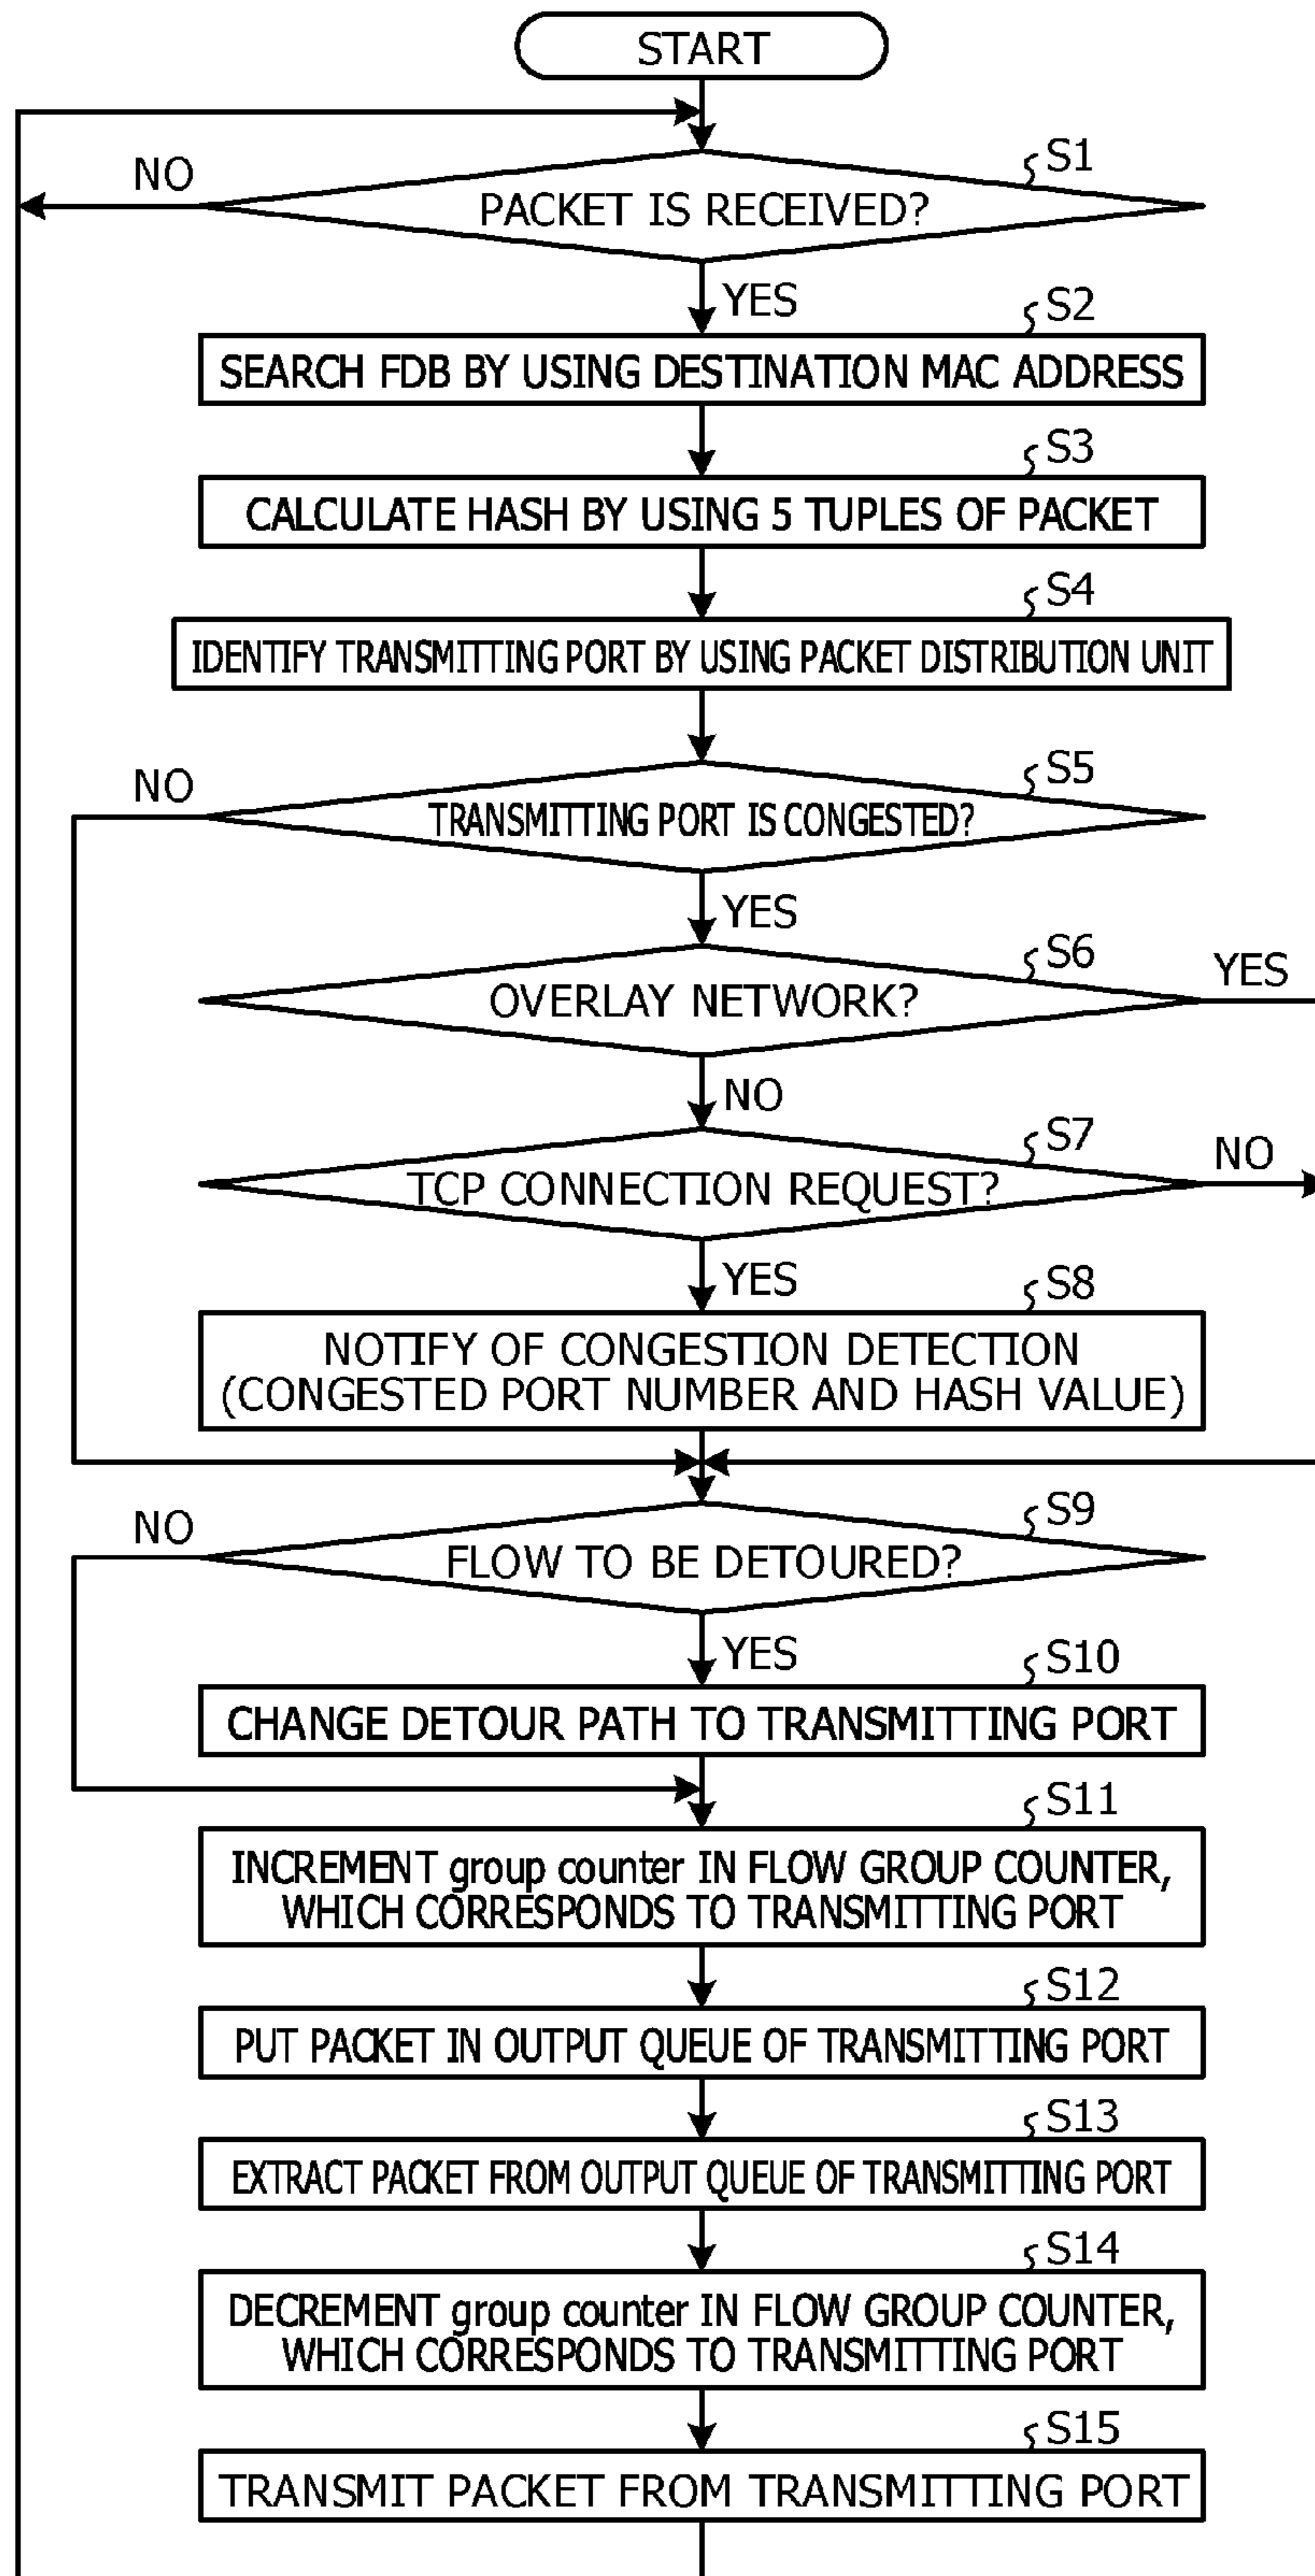 START
S1
NO
PACKET IS RECEIVED?
YES
S2
SEARCH FDB BY USING DESTINATION MAC ADDRESS
S3
CALCULATE HASH BY USING 5 TUPLES OF PACKET
S4
IDENTIFY TRANSMITTING PORT BY USING PACKET DISTRIBUTION UNIT
S5
NO
TRANSMITTING PORT IS CONGESTED?
YES
S6
YES
OVERLAY NETWORK?
NO
S7
NO
TCP CONNECTION REQUEST?
YES
S8
NOTIFY OF CONGESTION DETECTION
(CONGESTED PORT NUMBER AND HASH VALUE)
S9
NO
FLOW TO BE DETOURED?
YES
S10
CHANGE DETOUR PATH TO TRANSMITTING PORT
S11
INCREMENT group counter IN FLOW GROUP COUNTER,
WHICH CORRESPONDS TO TRANSMITTING PORT
S12
PUT PACKET IN OUTPUT QUEUE OF TRANSMITTING PORT
S13
EXTRACT PACKET FROM OUTPUT QUEUE OF TRANSMITTING PORT
S14
DECREMENT group counter IN FLOW GROUP COUNTER,
WHICH CORRESPONDS TO TRANSMITTING PORT
S15
TRANSMIT PACKET FROM TRANSMITTING PORT